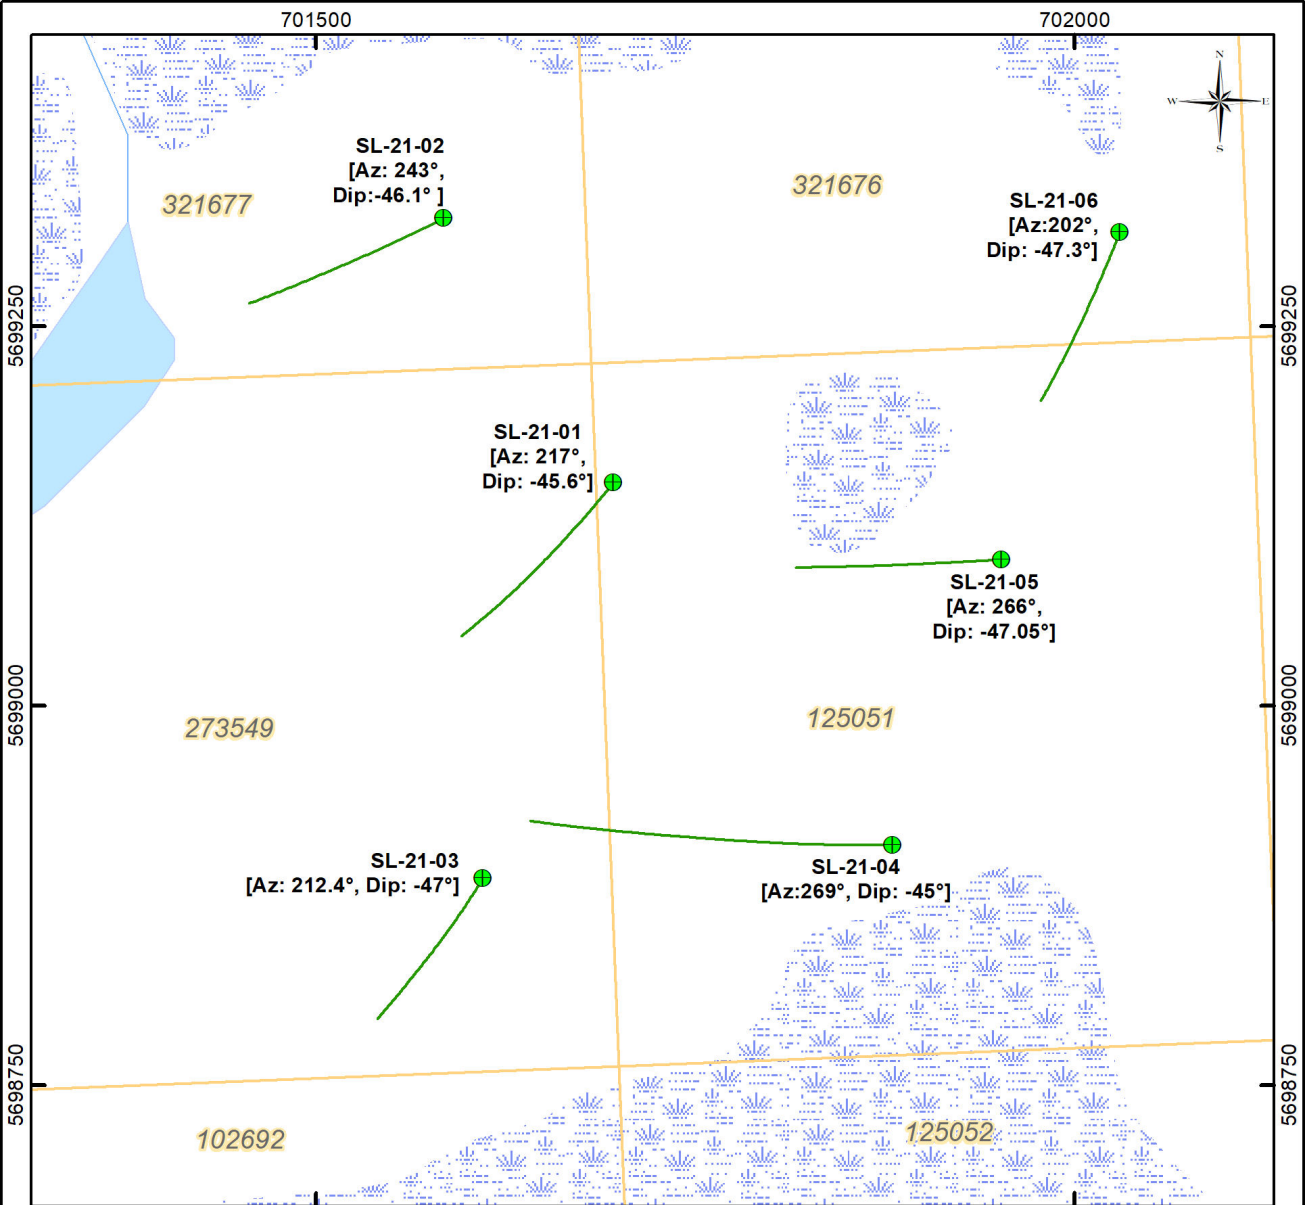 701500
702000
N
W
E
S
SL-21-02
[Az: 243°,
Dip:-46.1° ]
321677
321676
SL-21-06
[Az:202°,
Dip: -47.3°]
5699250
5699250
SL-21-01
[Az: 217°,
Dip: -45.6°]
SL-21-05
[Az: 266°,
Dip: -47.05°]
5699000
5699000
273549
125051
SL-21-03
[Az: 212.4°, Dip: -47°]
SL-21-04
[Az:269°, Dip: -45°]
5698750
5698750
102692
125052